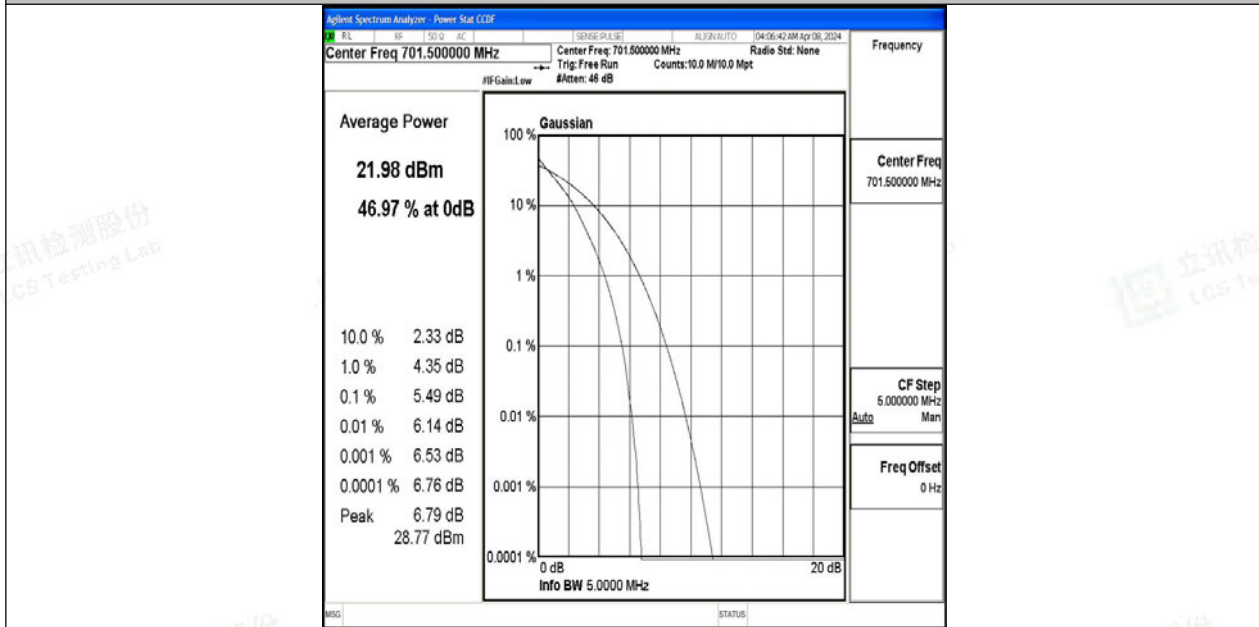 Agilent Spectrum Analyzer - Power Stat CCDF
RL RF 50 Ω AC SENSE:PULSE ALIGN AUTO 04:06:42 AM Apr 08, 2024
Center Freq 701.500000 MHz
Center Freq: 701.500000 MHz Radio Std: None
Trig: Free Run Counts:10.0 M/10.0 Mpt
#IFGain:Low #Atten: 46 dB
Frequency
Average Power
21.98 dBm
46.97 % at 0dB
10.0 % 2.33 dB
1.0 % 4.35 dB
0.1 % 5.49 dB
0.01 % 6.14 dB
0.001 % 6.53 dB
0.0001 % 6.76 dB
Peak 6.79 dB
28.77 dBm
Gaussian
100 %
10 %
1 %
0.1 %
0.01 %
0.001 %
0.0001 %
0 dB 20 dB
Info BW 5.0000 MHz
Center Freq
701.500000 MHz
CF Step
5.000000 MHz
Auto Man
Freq Offset
0 Hz
MSG STATUS
立讯检测股份
LCS Testing Lab
立讯检
LCS Te